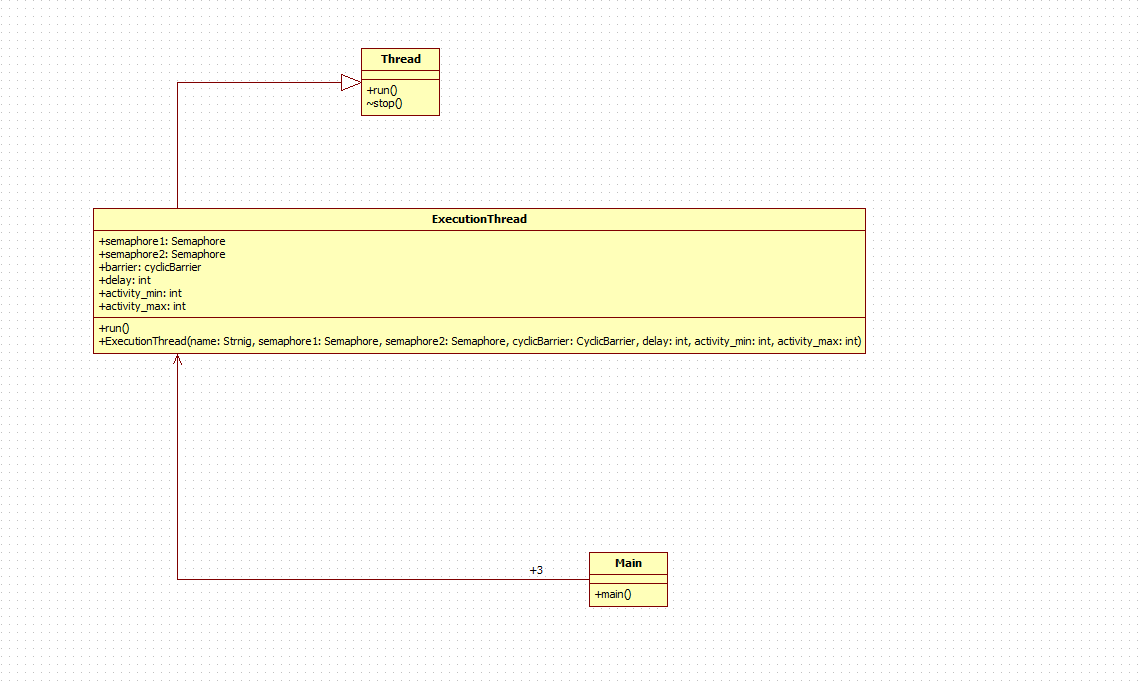 Thread
+run()
~stop()
ExecutionThread
+semaphore1: Semaphore
+semaphore2: Semaphore
+barrier: cyclicBarrier
+delay: int
+activity_min: int
+activity_max: int
+run()
+ExecutionThread(name: Strnig, semaphore1: Semaphore, semaphore2: Semaphore, cyclicBarrier: CyclicBarrier, delay: int, activity_min: int, activity_max: int)
+3
Main
+main()